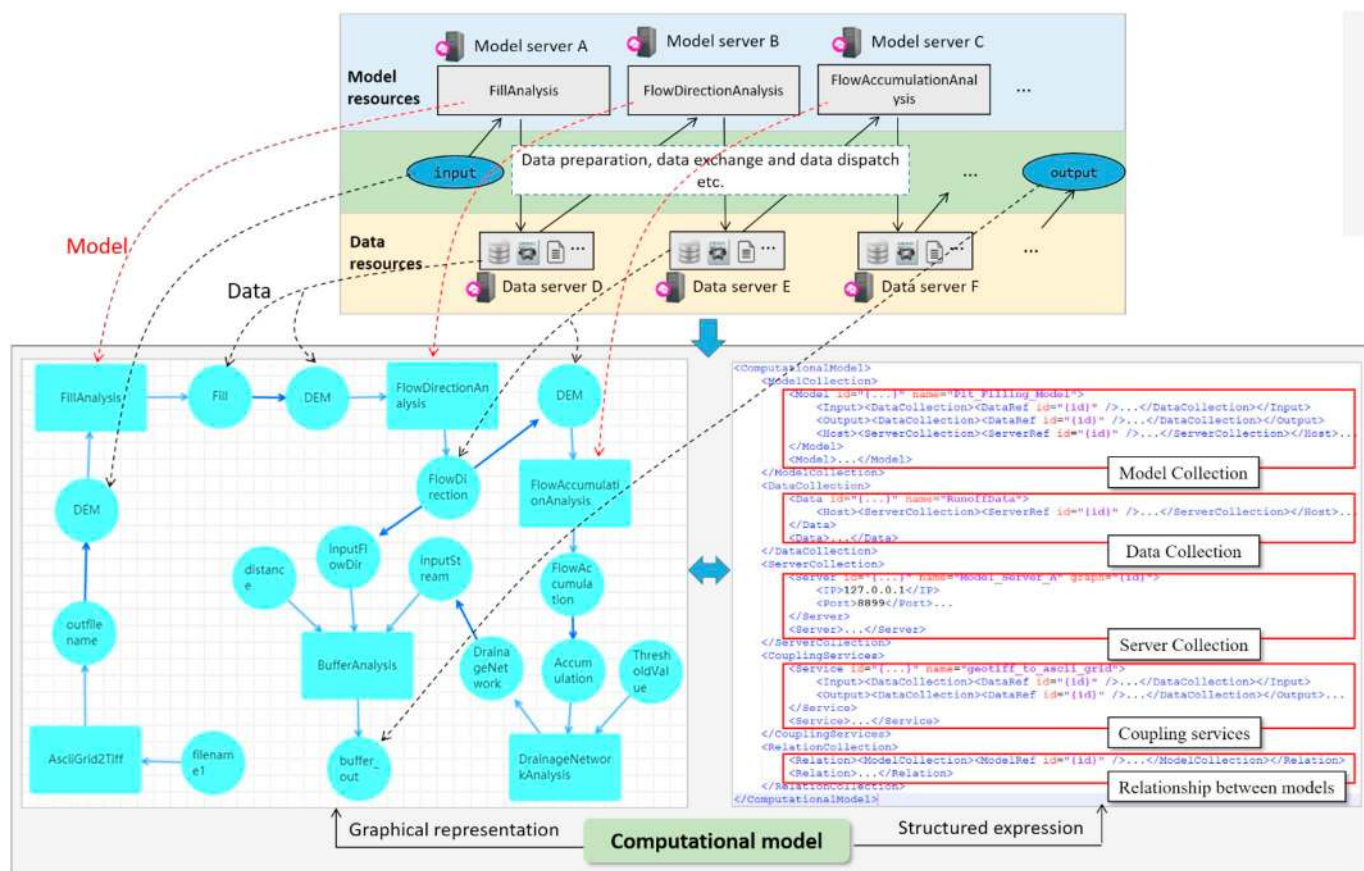 Model server A
Model server B
Model server C
Model
resources
FillAnalysis
FlowDirectionAnalysis
FlowAccumulationAnal
ysis
...
input
Data preparation, data exchange and data dispatch
etc.
...
output
Model
Data
Data
resources
...
...
...
...
Data server D
Data server E
Data server F
FillAnalysis
Fill
DEM
FlowDirectionAn
alysis
DEM
DEM
FlowDi
rection
FlowAccumulati
onAnalysis
distanc
e
InputFl
owDir
InputSt
ream
FlowAcc
umulati
on
outfile
name
BufferAnalysis
Drainag
eNetw
ork
Accum
ulation
Thresh
oldVal
ue
AsciiGrid2Tiff
filenam
e1
buffer_
out
DrainageNetwo
rkAnalysis
<ComputationalModel>
<ModelCollection>
<Model id="{...}" name="Pit_Filling_Model">
<Input><DataCollection><DataRef id="{id}" />...</DataCollection></Input>
<Output><DataCollection><DataRef id="{id}" />...</DataCollection></Output>
<Host><ServerCollection><ServerRef id="{id}" />...</ServerCollection></Host>...
</Model>
<Model>...</Model>
</ModelCollection>
Model Collection
<DataCollection>
<Data id="{...}" name="RunoffData">
<Host><ServerCollection><ServerRef id="{id}" />...</ServerCollection></Host>...
</Data>
<Data>...</Data>
</DataCollection>
Data Collection
<ServerCollection>
<Server id="{...}" name="Model_Server_A" graph="{id}">
<IP>127.0.0.1</IP>
<Port>8899</Port>...
</Server>
<Server>...</Server>
</ServerCollection>
Server Collection
<CouplingServices>
<Service id="{...}" name="geotiff_to_ascii_grid">
<Input><DataCollection><DataRef id="{id}" />...</DataCollection></Input>
<Output><DataCollection><DataRef id="{id}" />...</DataCollection></Output>...
</Service>
<Service>...</Service>
</CouplingServices>
Coupling services
<RelationCollection>
<Relation><ModelCollection><ModelRef id="{id}" />...</ModelCollection></Relation>
<Relation>...</Relation>
</RelationCollection>
Relationship between models
</ComputationalModel>
Graphical representation
Computational model
Structured expression